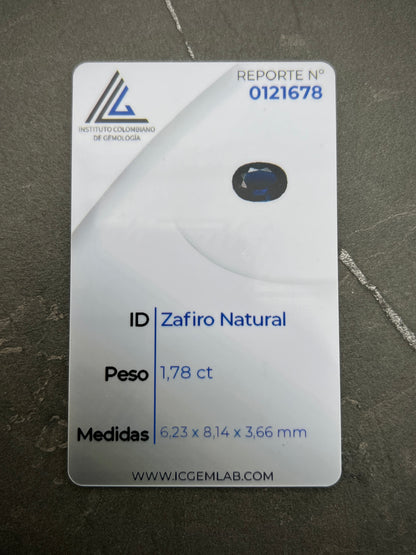 REPORTE N°
0121678
INSTITUTO COLOMBIANO
DE GEMOLOGÍA
ID Zafiro Natural
Peso 1,78 ct
Medidas 6,23 x 8,14 x 3,66 mm
WWW.ICGEMLAB.COM